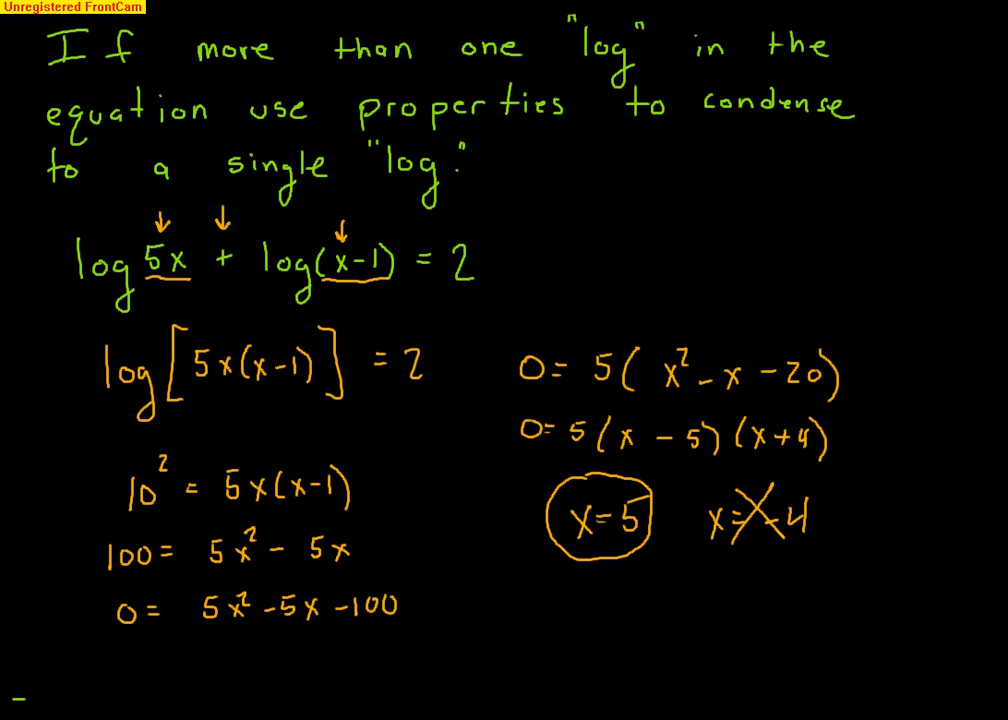 Unregistered FrontCam
If more than one "log" in the
equation use properties to condense
to a single "log."
log 5x + log(x-1) = 2
log[5x(x-1)] = 2
10² = 5x(x-1)
100 = 5x² - 5x
0 = 5x² - 5x - 100
0 = 5(x² - x - 20)
0 = 5(x - 5)(x + 4)
x = 5 x = -4